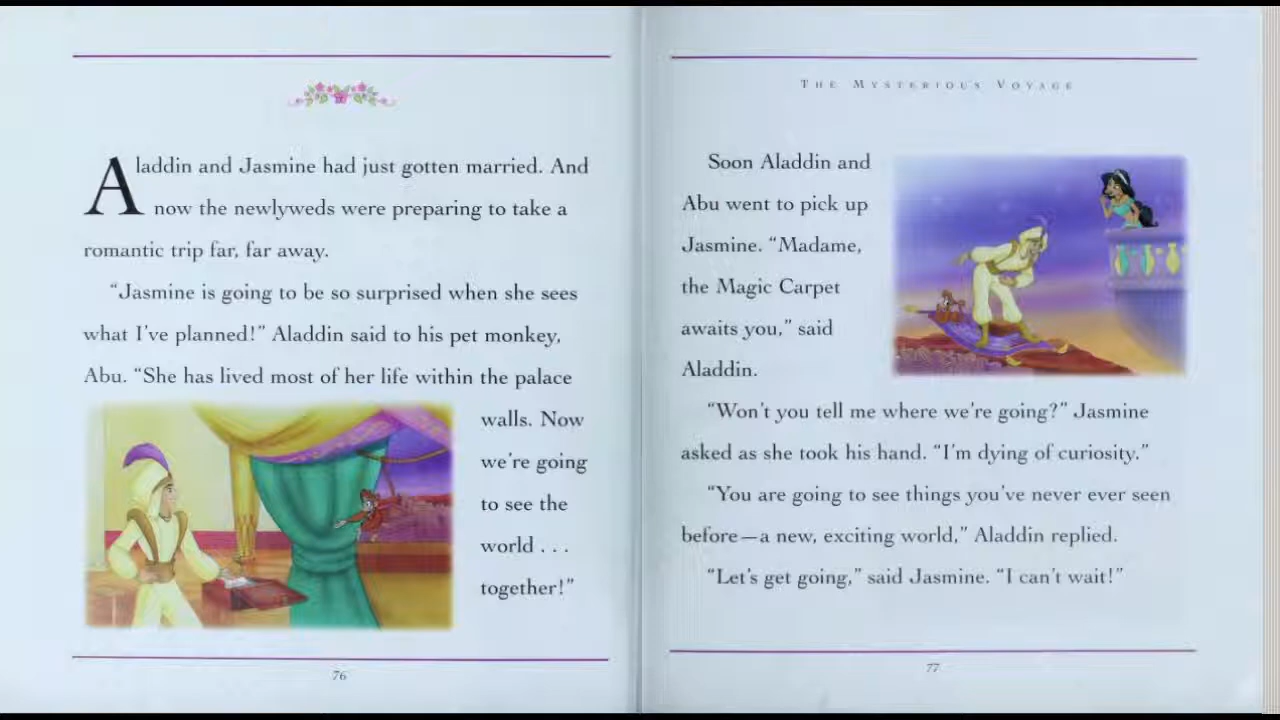 Aladdin and Jasmine had just gotten married. And
now the newlyweds were preparing to take a
romantic trip far, far away.
“Jasmine is going to be so surprised when she sees
what I’ve planned!” Aladdin said to his pet monkey,
Abu. “She has lived most of her life within the palace
walls. Now
we’re going
to see the
world . . .
together!”
76
THE MYSTERIOUS VOYAGE
Soon Aladdin and
Abu went to pick up
Jasmine. “Madame,
the Magic Carpet
awaits you,” said
Aladdin.
“Won’t you tell me where we’re going?” Jasmine
asked as she took his hand. “I’m dying of curiosity.”
“You are going to see things you’ve never ever seen
before—a new, exciting world,” Aladdin replied.
“Let’s get going,” said Jasmine. “I can’t wait!”
77